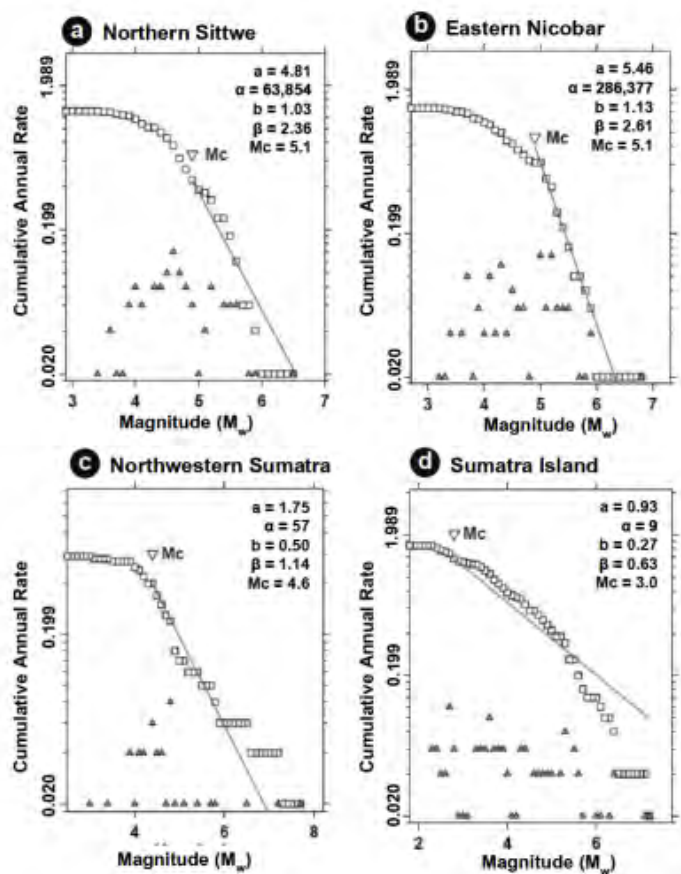 a Northern Sittwe
a = 4.81
α = 63,854
b = 1.03
β = 2.36
Mc = 5.1
Mc
Cumulative Annual Rate
1.989
0.199
0.020
3 4 5 6 7
Magnitude (Mw)
b Eastern Nicobar
a = 5.46
α = 286,377
b = 1.13
β = 2.61
Mc = 5.1
Mc
Cumulative Annual Rate
1.989
0.199
0.020
3 4 5 6 7
Magnitude (Mw)
c Northwestern Sumatra
a = 1.75
α = 57
b = 0.50
β = 1.14
Mc = 4.6
Mc
Cumulative Annual Rate
0.199
0.020
4 6 8
Magnitude (Mw)
d Sumatra Island
a = 0.93
α = 9
b = 0.27
β = 0.63
Mc = 3.0
Mc
Cumulative Annual Rate
1.989
0.199
0.020
2 4 6
Magnitude (Mw)